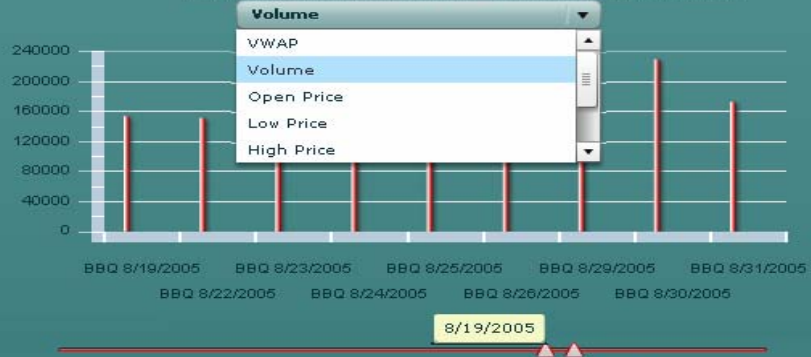 Volume
VWAP
Volume
Open Price
Low Price
High Price
240000
200000
160000
120000
80000
40000
0
BBQ 8/19/2005 BBQ 8/23/2005 BBQ 8/25/2005 BBQ 8/29/2005 BBQ 8/31/2005
BBQ 8/22/2005 BBQ 8/24/2005 BBQ 8/26/2005 BBQ 8/30/2005
8/19/2005